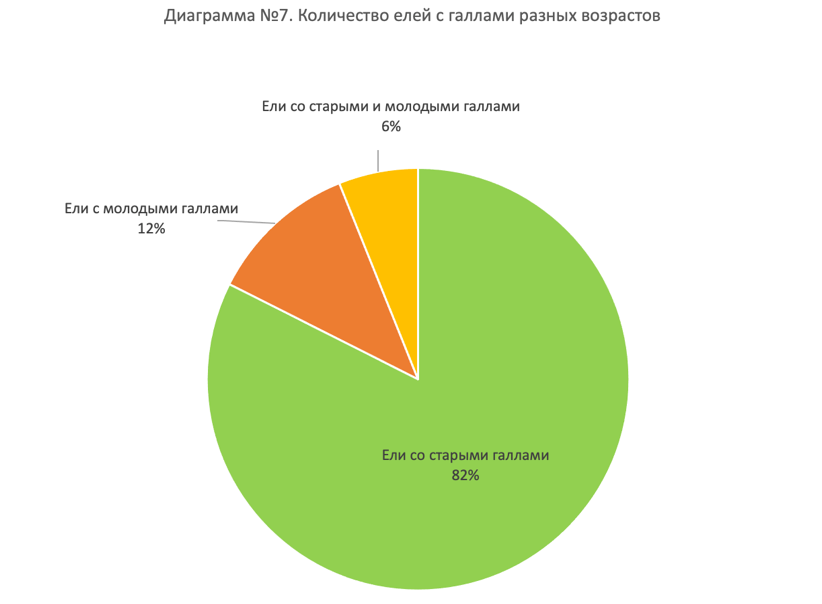 Диаграмма №7. Количество елей с галлами разных возрастов
Ели со старыми и молодыми галлами
6%
Ели с молодыми галлами
12%
Ели со старыми галлами
82%